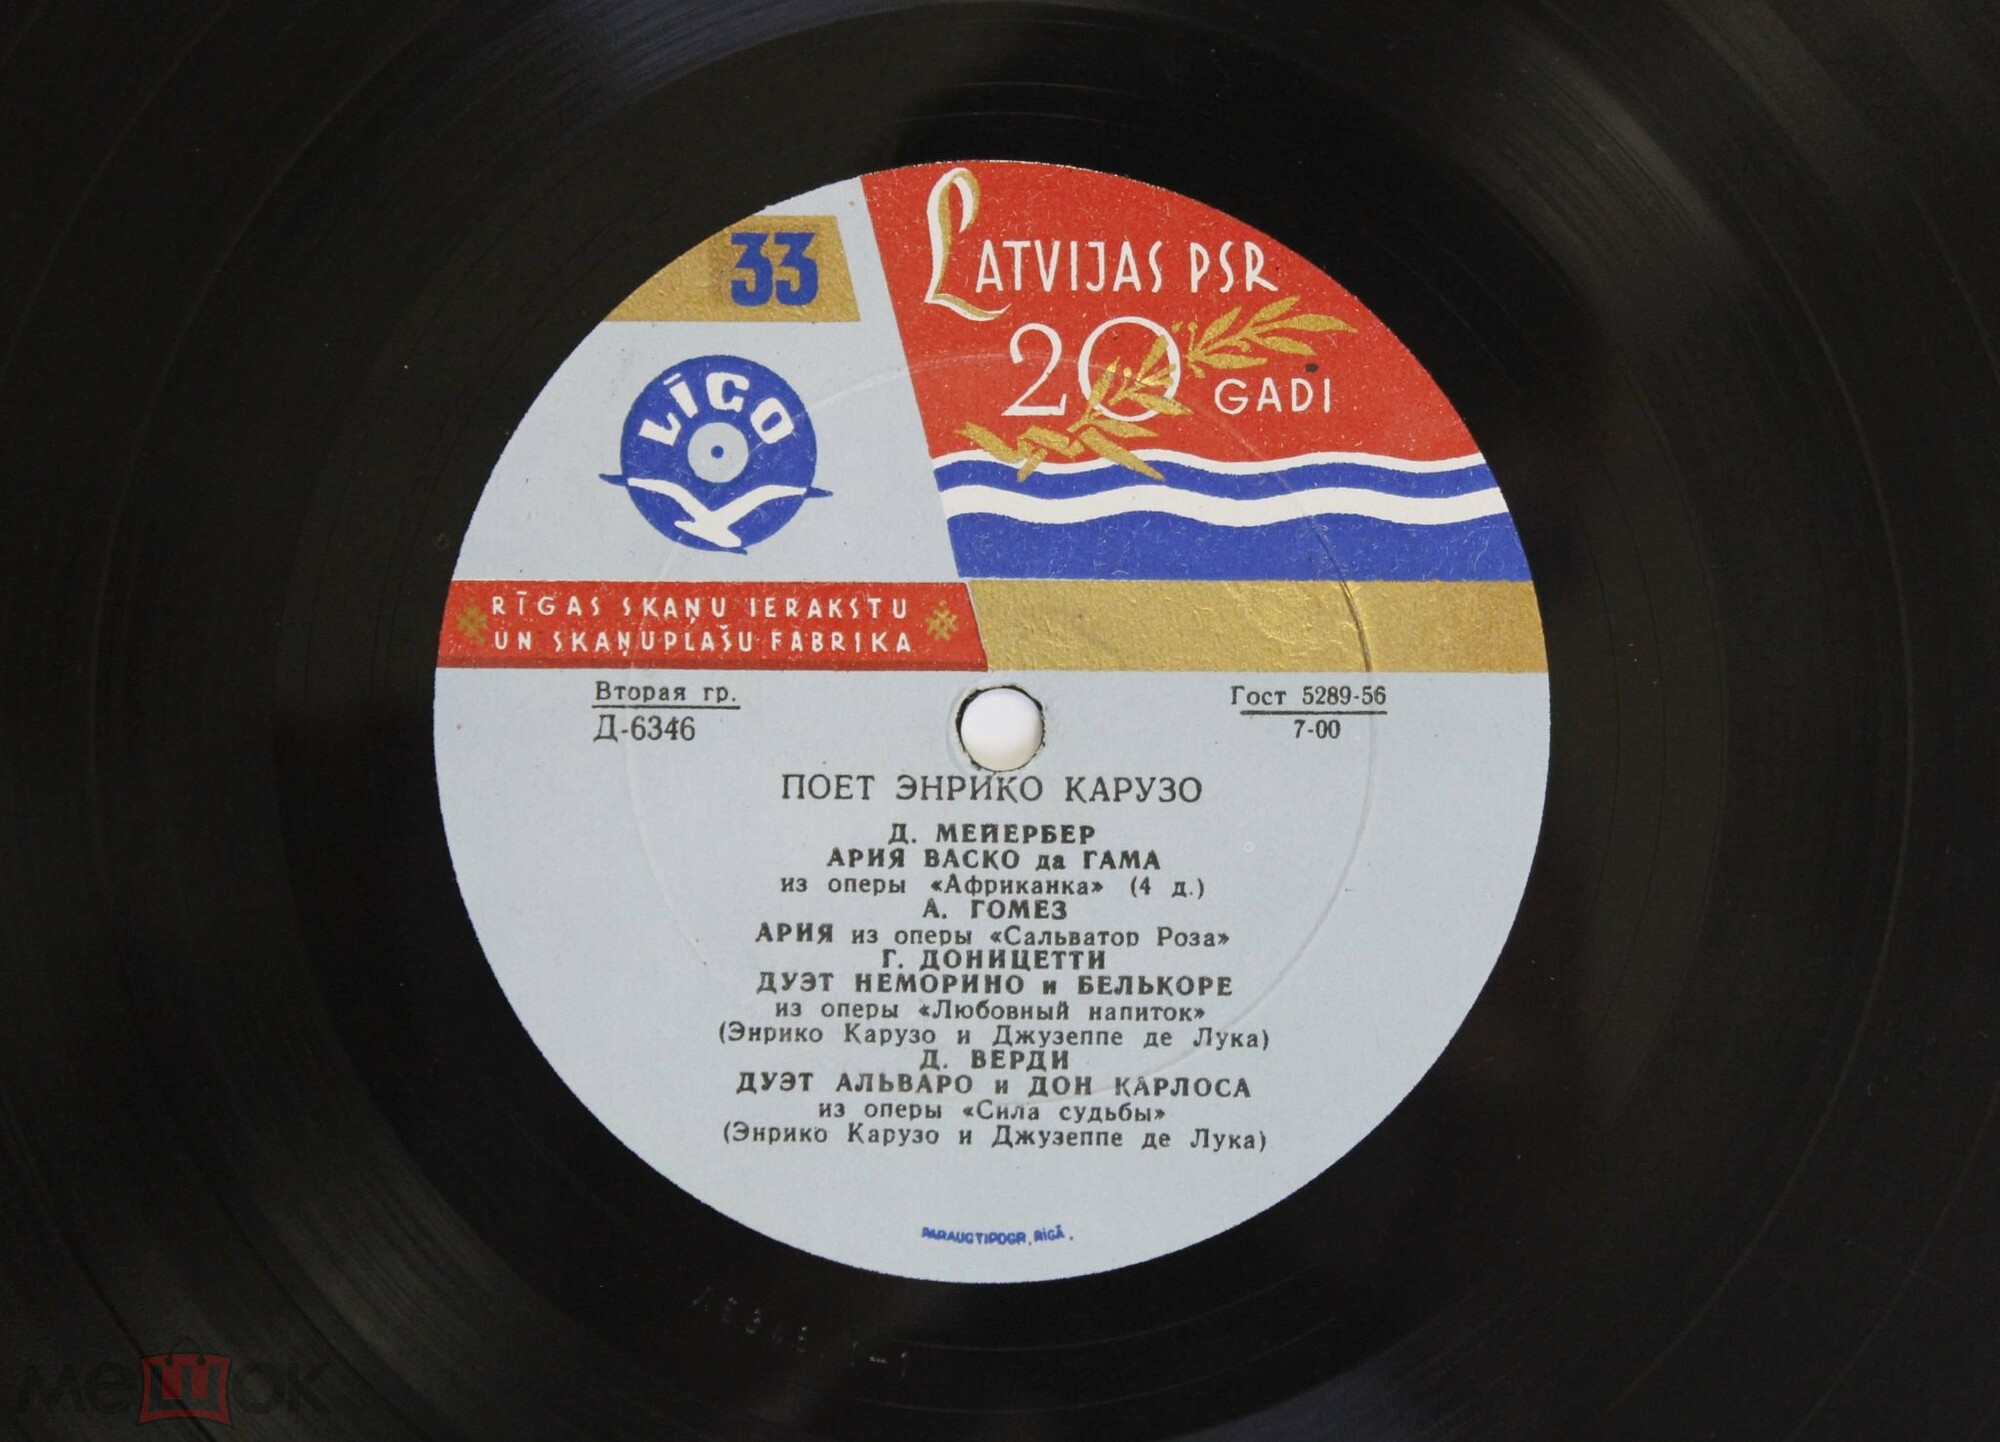 33
LATVIJAS PSR
20 GADI
LĪGO
RĪGAS SKAŅU IERAKSTU
UN SKAŅUPLAŠU FABRIKA
Вторая гр.
Д-6346
Гост 5289-56
7-00
ПОЕТ ЭНРИКО КАРУЗО
Д. МЕЙЕРБЕР
АРИЯ ВАСКО да ГАМА
из оперы «Африканка» (4 д.)
А. ГОМЕЗ
АРИЯ из оперы «Сальватор Роза»
Г. ДОНИЦЕТТИ
ДУЭТ НЕМОРИНО и БЕЛЬКОРЕ
из оперы «Любовный напиток»
(Энрико Карузо и Джузеппе де Лука)
Д. ВЕРДИ
ДУЭТ АЛЬВАРО и ДОН КАРЛОСА
из оперы «Сила судьбы»
(Энрико Карузо и Джузеппе де Лука)
PARAUGTIPOGR. RĪGĀ.
мешок